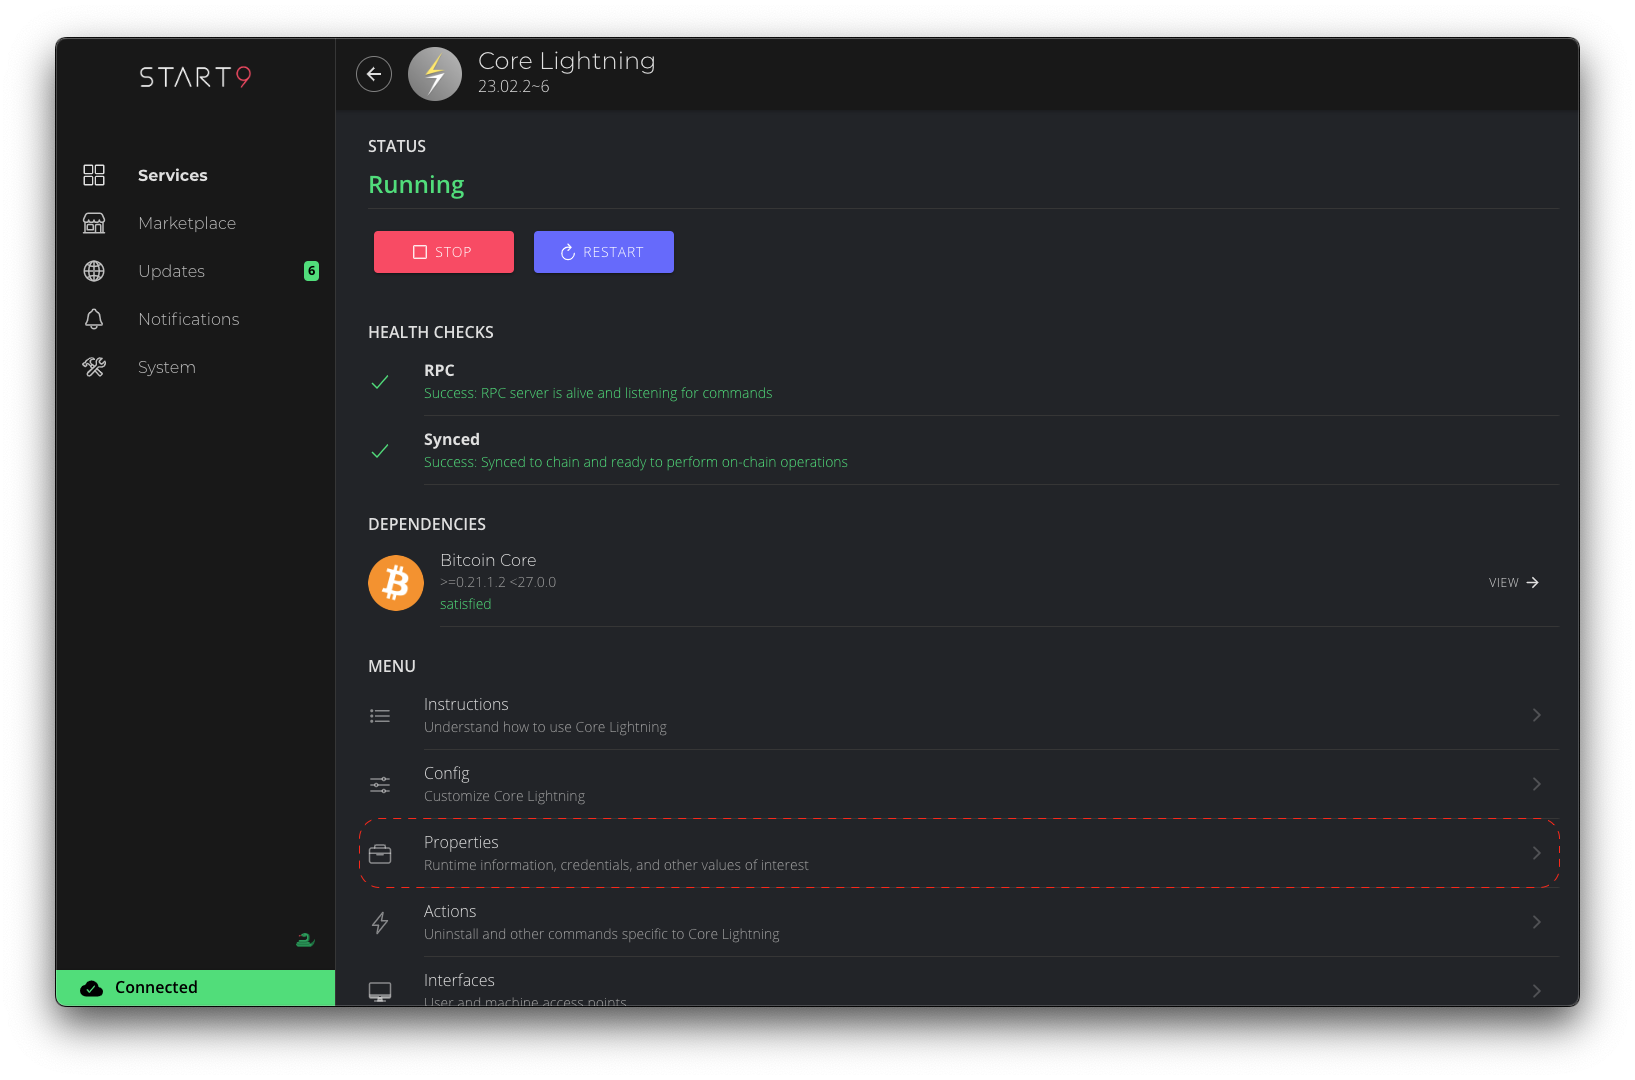 START9
Services
Marketplace
Updates
6
Notifications
System
Connected
Core Lightning
23.02.2~6
STATUS
Running
STOP
RESTART
HEALTH CHECKS
RPC
Success: RPC server is alive and listening for commands
Synced
Success: Synced to chain and ready to perform on-chain operations
DEPENDENCIES
Bitcoin Core
>=0.21.1.2 <27.0.0
satisfied
VIEW
MENU
Instructions
Understand how to use Core Lightning
Config
Customize Core Lightning
Properties
Runtime information, credentials, and other values of interest
Actions
Uninstall and other commands specific to Core Lightning
Interfaces
User and machine access points